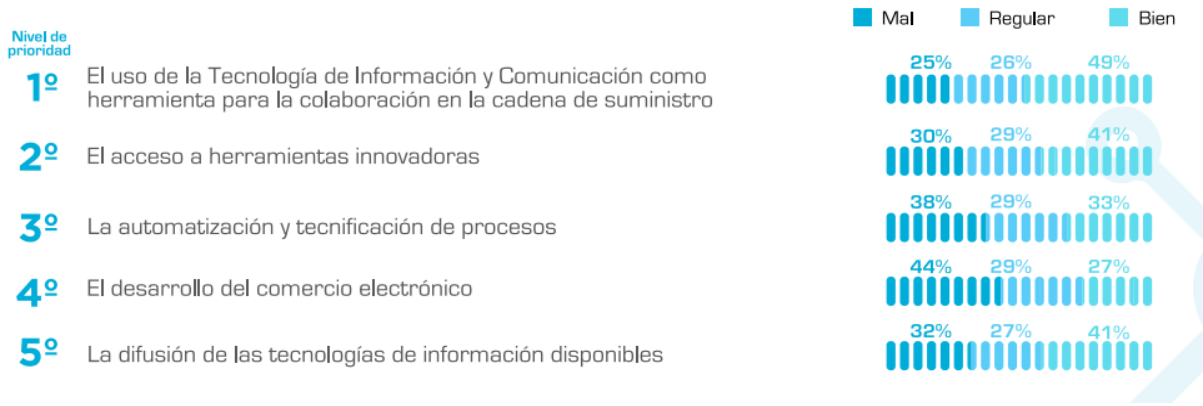 Mal Regular Bien
Nivel de
prioridad
1º El uso de la Tecnología de Información y Comunicación como
herramienta para la colaboración en la cadena de suministro
25% 26% 49%
2º El acceso a herramientas innovadoras
30% 29% 41%
3º La automatización y tecnificación de procesos
38% 29% 33%
4º El desarrollo del comercio electrónico
44% 29% 27%
5º La difusión de las tecnologías de información disponibles
32% 27% 41%